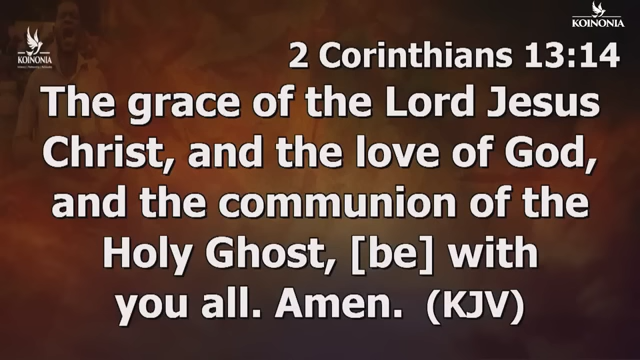 KOINONIA
KOINONIA
2 Corinthians 13:14
The grace of the Lord Jesus
Christ, and the love of God,
and the communion of the
Holy Ghost, [be] with
you all. Amen. (KJV)